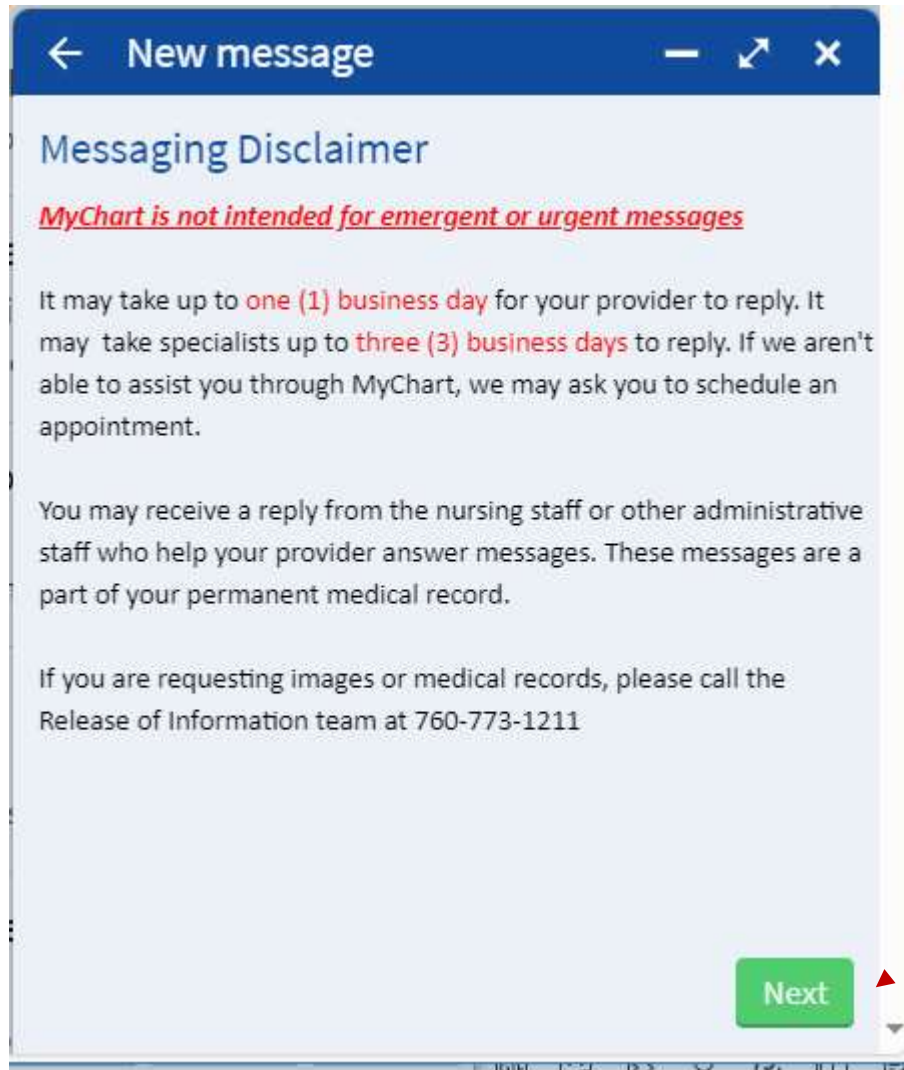 New message
Messaging Disclaimer
MyChart is not intended for emergent or urgent messages
It may take up to one (1) business day for your provider to reply. It
may  take specialists up to three (3) business days to reply. If we aren't
able to assist you through MyChart, we may ask you to schedule an
appointment.
You may receive a reply from the nursing staff or other administrative
staff who help your provider answer messages. These messages are a
part of your permanent medical record.
If you are requesting images or medical records, please call the
Release of Information team at 760-773-1211
Next